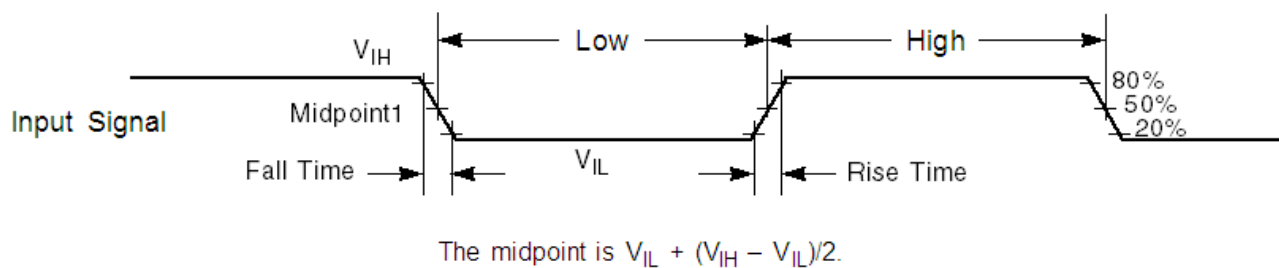 Low
High
VIH
80%
Midpoint1
50%
Input Signal
20%
VIL
Fall Time
Rise Time
The midpoint is VIL + (VIH – VIL)/2.